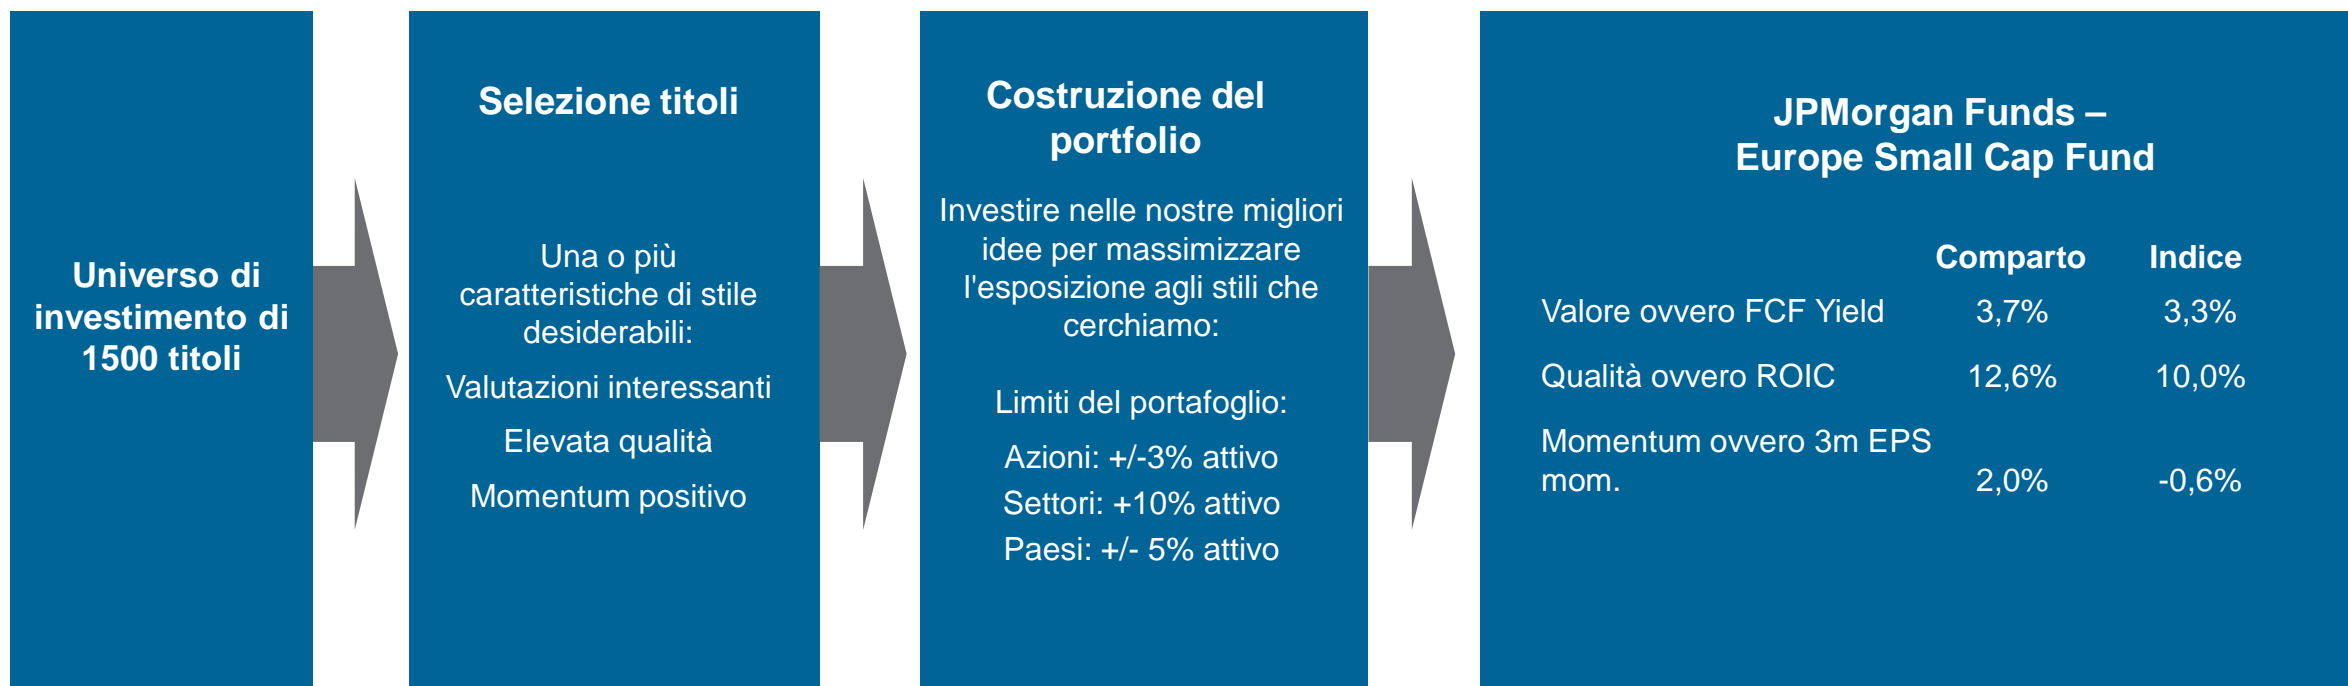 Universo di
investimento di
1500 titoli
Selezione titoli
Una o più
caratteristiche di stile
desiderabili:
Valutazioni interessanti
Elevata qualità
Momentum positivo
Costruzione del
portfolio
Investire nelle nostre migliori
idee per massimizzare
l'esposizione agli stili che
cerchiamo:
Limiti del portafoglio:
Azioni: +/-3% attivo
Settori: +10% attivo
Paesi: +/- 5% attivo
JPMorgan Funds –
Europe Small Cap Fund
Comparto Indice
Valore ovvero FCF Yield 3,7% 3,3%
Qualità ovvero ROIC 12,6% 10,0%
Momentum ovvero 3m EPS
mom. 2,0% -0,6%